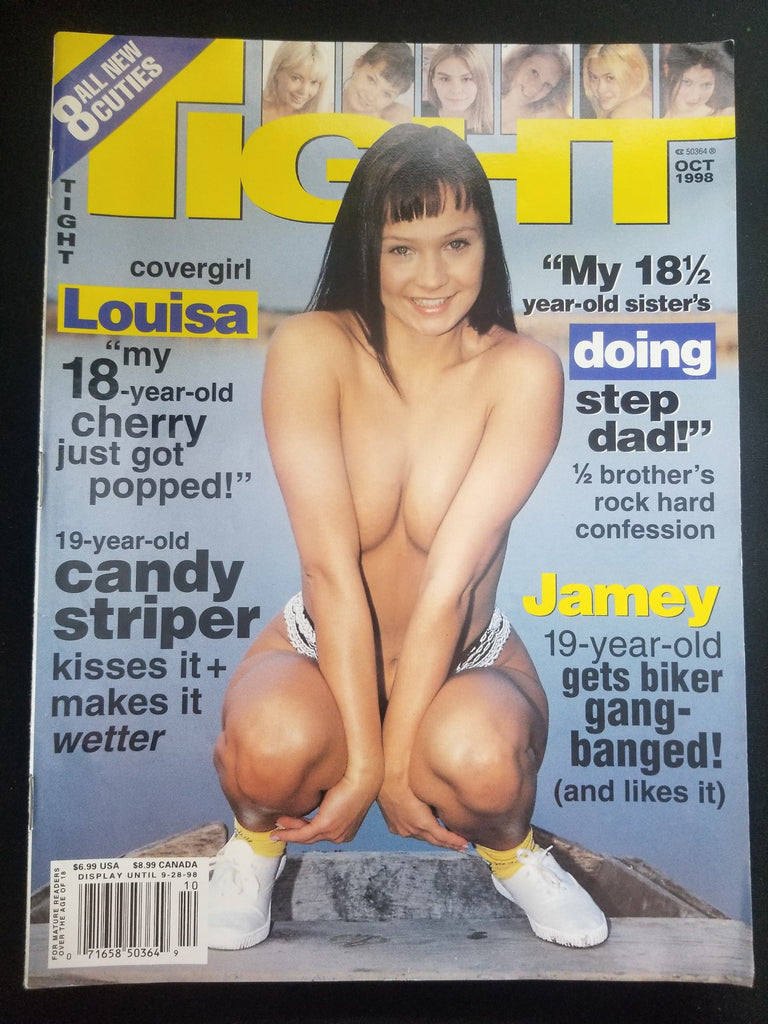 8 ALL NEW
CUTIES
TIGHT
TIGHT
50364
OCT
1998
covergirl
Louisa
“my
18-year-old
cherry
just got
popped!”
19-year-old
candy
striper
kisses it +
makes it
wetter
“My 18½
year-old sister’s
doing
step
dad!”
½ brother’s
rock hard
confession
Jamey
19-year-old
gets biker
gang-
banged!
(and likes it)
$6.99 USA $8.99 CANADA
DISPLAY UNTIL 9-28-98
FOR MATURE READERS
OVER THE AGE OF 18
10
0 71658 50364 9